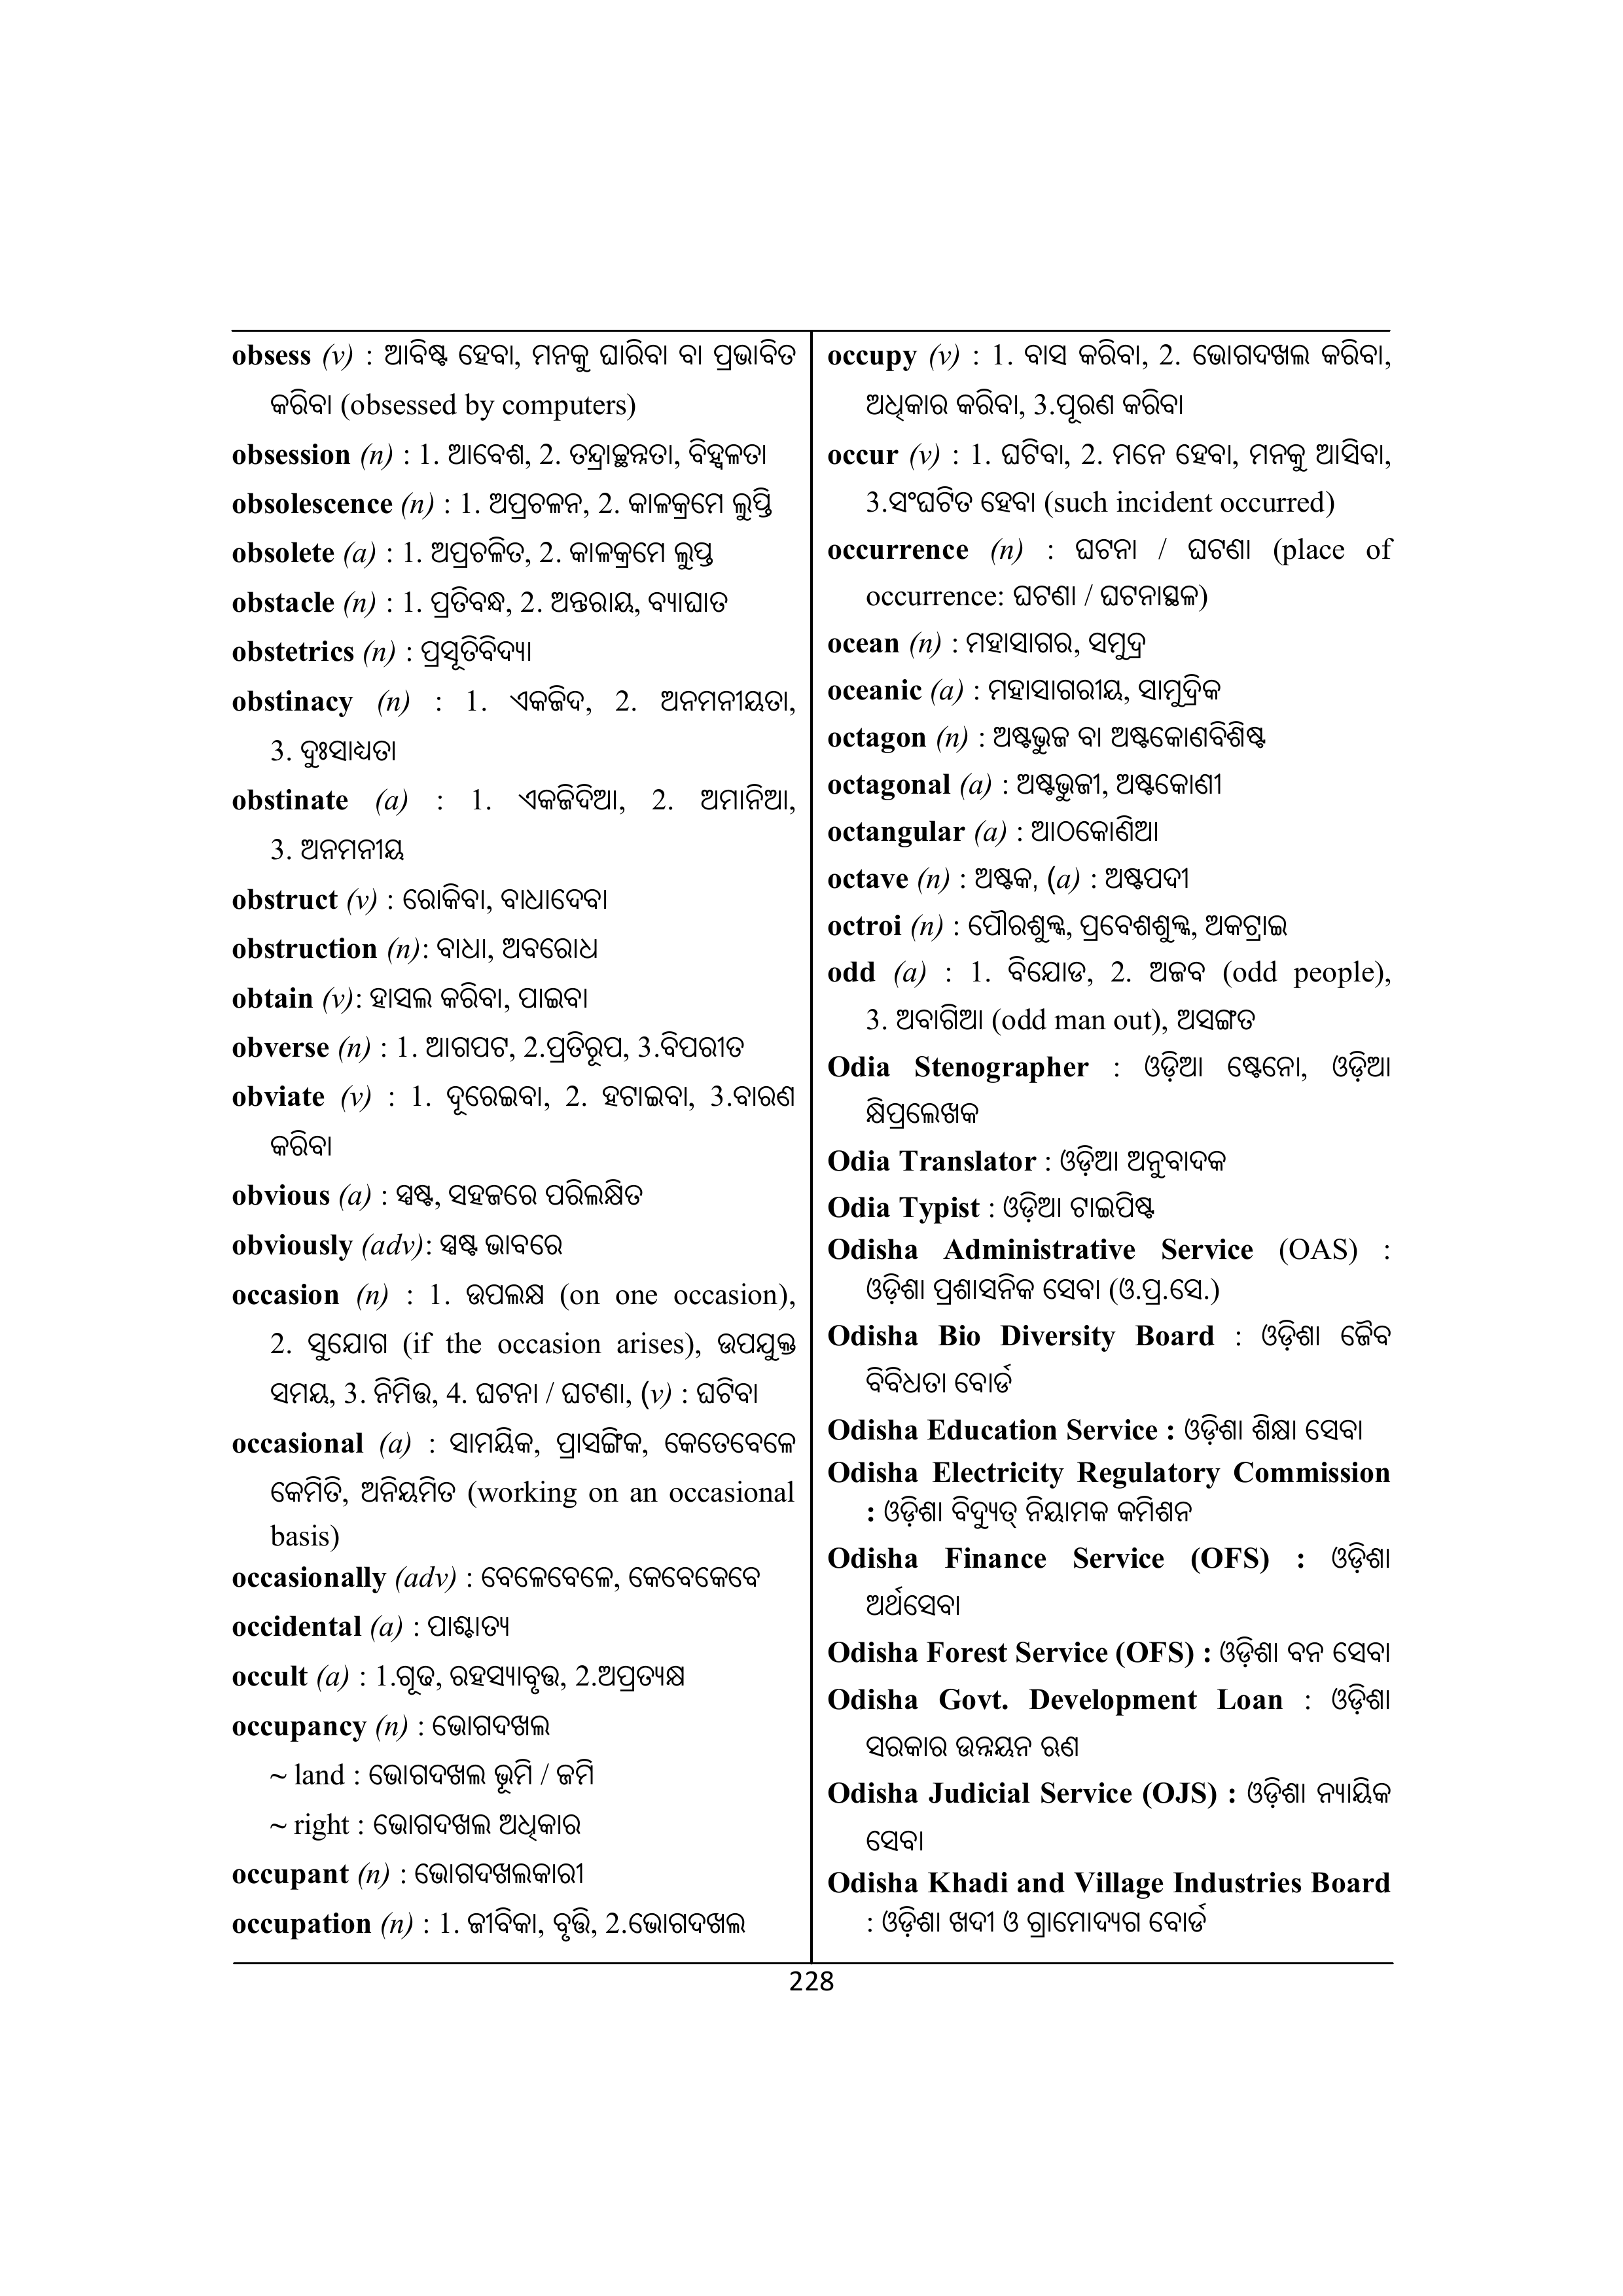 obsess (v) : ଆବିଷ୍ଟ ହେବା, ମନକୁ ଘାରିବା ବା ପ୍ରଭାବିତ
କରିବା (obsessed by computers)
obsession (n) : 1. ଆବେଶ, 2. ତନ୍ଦ୍ରାଚ୍ଛନ୍ନତା, ବିହ୍ୱଳତା
obsolescence (n) : 1. ଅପ୍ରଚଳନ, 2. କାଳକ୍ରମେ ଲୁପ୍ତି
obsolete (a) : 1. ଅପ୍ରଚଳିତ, 2. କାଳକ୍ରମେ ଲୁପ୍ତ
obstacle (n) : 1. ପ୍ରତିବନ୍ଧ, 2. ଅନ୍ତରାୟ, ବ୍ୟାଘାତ
obstetrics (n) : ପ୍ରସୂତିବିଦ୍ୟା
obstinacy (n) : 1. ଏକଜିଦ, 2. ଅନମନୀୟତା,
3. ଦୁଃସାଧ୍ୟତା
obstinate (a) : 1. ଏକଜିଦିଆ, 2. ଅମାନିଆ,
3. ଅନମନୀୟ
obstruct (v) : ରୋକିବା, ବାଧାଦେବା
obstruction (n): ବାଧା, ଅବରୋଧ
obtain (v): ହାସଲ କରିବା, ପାଇବା
obverse (n) : 1. ଆଗପଟ, 2.ପ୍ରତିରୂପ, 3.ବିପରୀତ
obviate (v) : 1. ଦୂରେଇବା, 2. ହଟାଇବା, 3.ବାରଣ
କରିବା
obvious (a) : ସ୍ପଷ୍ଟ, ସହଜରେ ପରିଲକ୍ଷିତ
obviously (adv): ସ୍ପଷ୍ଟ ଭାବରେ
occasion (n) : 1. ଉପଲକ୍ଷ (on one occasion),
2. ସୁଯୋଗ (if the occasion arises), ଉପଯୁକ୍ତ
ସମୟ, 3. ନିମିତ୍ତ, 4. ଘଟନା / ଘଟଣା, (v) : ଘଟିବା
occasional (a) : ସାମୟିକ, ପ୍ରାସଙ୍ଗିକ, କେତେବେଳେ
କେମିତି, ଅନିୟମିତ (working on an occasional
basis)
occasionally (adv) : ବେଳେବେଳେ, କେବେକେବେ
occidental (a) : ପାଶ୍ଚାତ୍ୟ
occult (a) : 1.ଗୂଢ, ରହସ୍ୟାବୃତ୍ତ, 2.ଅପ୍ରତ୍ୟକ୍ଷ
occupancy (n) : ଭୋଗଦଖଲ
~ land : ଭୋଗଦଖଲ ଭୂମି / ଜମି
~ right : ଭୋଗଦଖଲ ଅଧିକାର
occupant (n) : ଭୋଗଦଖଲକାରୀ
occupation (n) : 1. ଜୀବିକା, ବୃତ୍ତି, 2.ଭୋଗଦଖଲ
occupy (v) : 1. ବାସ କରିବା, 2. ଭୋଗଦଖଲ କରିବା,
ଅଧିକାର କରିବା, 3.ପୂରଣ କରିବା
occur (v) : 1. ଘଟିବା, 2. ମନେ ହେବା, ମନକୁ ଆସିବା,
3.ସଂଘଟିତ ହେବା (such incident occurred)
occurrence (n) : ଘଟନା / ଘଟଣା (place of
occurrence: ଘଟଣା / ଘଟନାସ୍ଥଳ)
ocean (n) : ମହାସାଗର, ସମୁଦ୍ର
oceanic (a) : ମହାସାଗରୀୟ, ସାମୁଦ୍ରିକ
octagon (n) : ଅଷ୍ଟଭୁଜ ବା ଅଷ୍ଟକୋଣବିଶିଷ୍ଟ
octagonal (a) : ଅଷ୍ଟଭୁଜୀ, ଅଷ୍ଟକୋଣୀ
octangular (a) : ଆଠକୋଣିଆ
octave (n) : ଅଷ୍ଟକ, (a) : ଅଷ୍ଟପଦୀ
octroi (n) : ପୌରଶୁଳ୍କ, ପ୍ରବେଶଶୁଳ୍କ, ଅକଟ୍ରାଇ
odd (a) : 1. ବିଯୋଡ, 2. ଅଜବ (odd people),
3. ଅବାଗିଆ (odd man out), ଅସଙ୍ଗତ
Odia Stenographer : ଓଡ଼ିଆ ଷ୍ଟେନୋ, ଓଡ଼ିଆ
କ୍ଷିପ୍ରଲେଖକ
Odia Translator : ଓଡ଼ିଆ ଅନୁବାଦକ
Odia Typist : ଓଡ଼ିଆ ଟାଇପିଷ୍ଟ
Odisha Administrative Service (OAS) :
ଓଡ଼ିଶା ପ୍ରଶାସନିକ ସେବା (ଓ.ପ୍ର.ସେ.)
Odisha Bio Diversity Board : ଓଡ଼ିଶା ଜୈବ
ବିବିଧତା ବୋର୍ଡ
Odisha Education Service : ଓଡ଼ିଶା ଶିକ୍ଷା ସେବା
Odisha Electricity Regulatory Commission
: ଓଡ଼ିଶା ବିଦ୍ୟୁତ୍ ନିୟାମକ କମିଶନ
Odisha Finance Service (OFS) : ଓଡ଼ିଶା
ଅର୍ଥସେବା
Odisha Forest Service (OFS) : ଓଡ଼ିଶା ବନ ସେବା
Odisha Govt. Development Loan : ଓଡ଼ିଶା
ସରକାର ଉନ୍ନୟନ ଋଣ
Odisha Judicial Service (OJS) : ଓଡ଼ିଶା ନ୍ୟାୟିକ
ସେବା
Odisha Khadi and Village Industries Board
: ଓଡ଼ିଶା ଖଦୀ ଓ ଗ୍ରାମୋଦ୍ୟଗ ବୋର୍ଡ
228